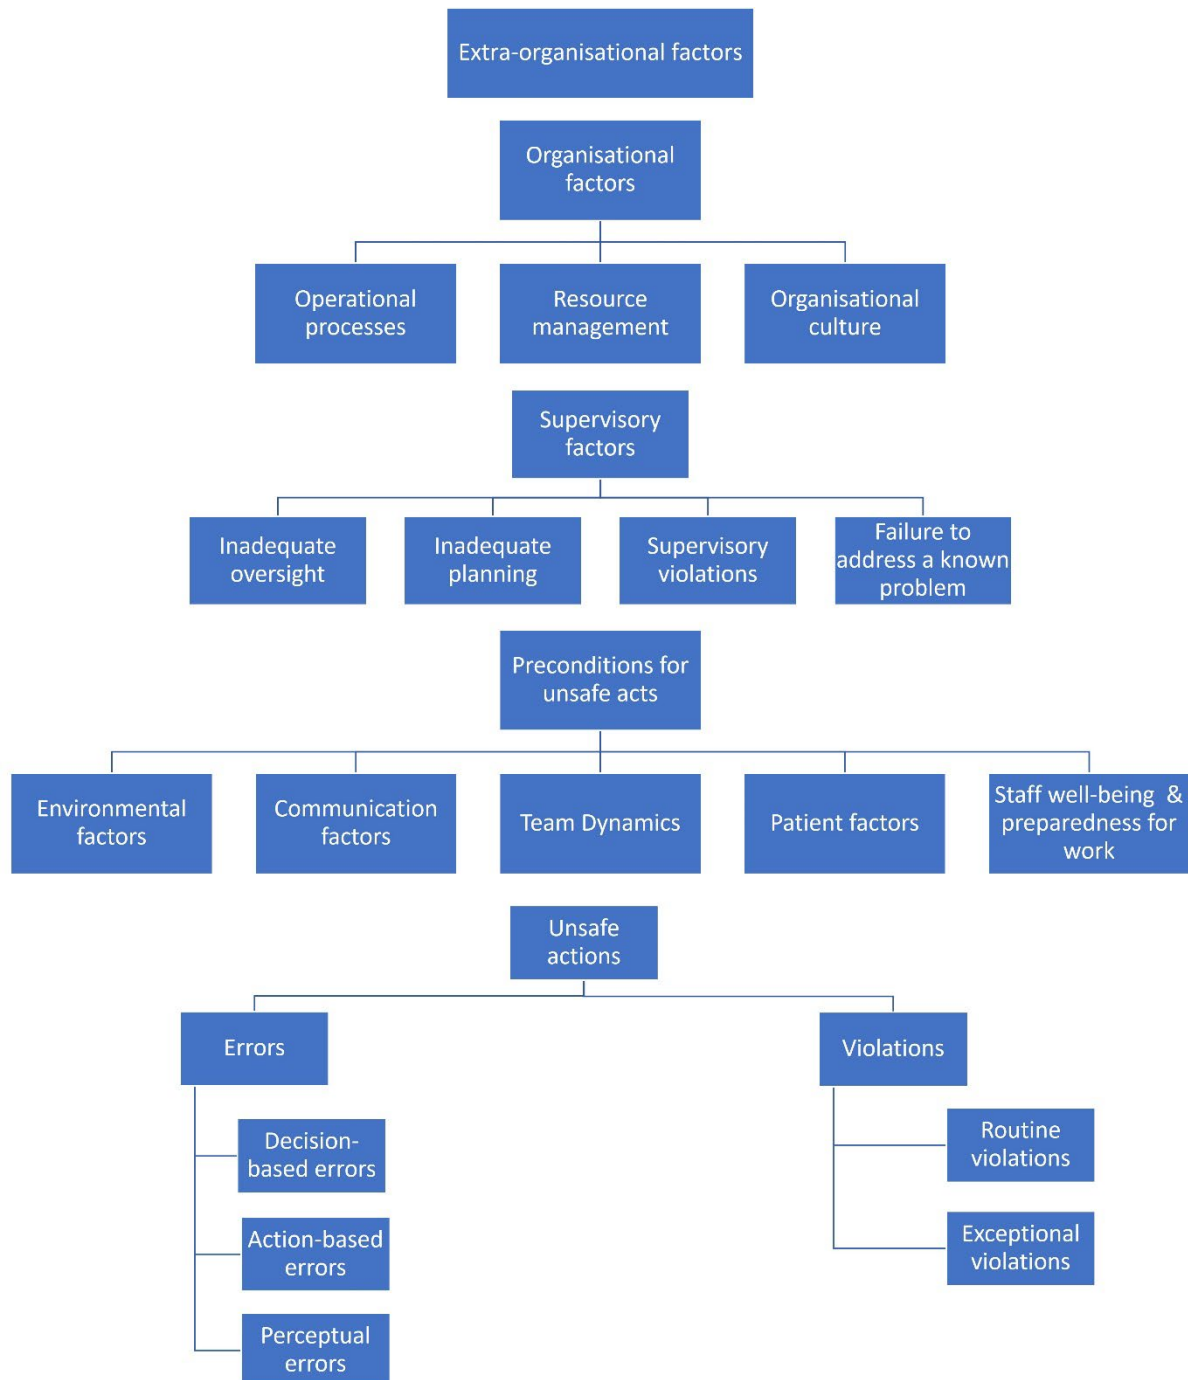 Extra-organisational factors
Organisational
factors
Operational
processes
Resource
management
Organisational
culture
Supervisory
factors
Inadequate
oversight
Inadequate
planning
Supervisory
violations
Failure to
address a known
problem
Preconditions for
unsafe acts
Environmental
factors
Communication
factors
Team Dynamics
Patient factors
Staff well-being & 
preparedness for
work
Unsafe
actions
Errors
Violations
Decision-
based errors
Action-based
errors
Perceptual
errors
Routine
violations
Exceptional
violations